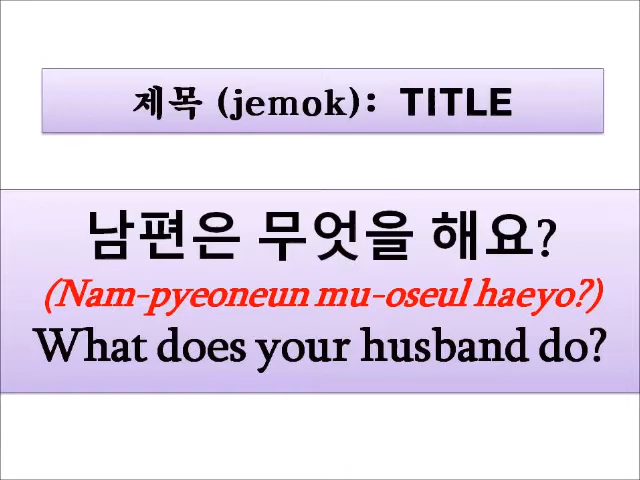 제목 (jemok): TITLE
남편은 무엇을 해요?
(Nam-pyeoneun mu-oseul haeyo?)
What does your husband do?